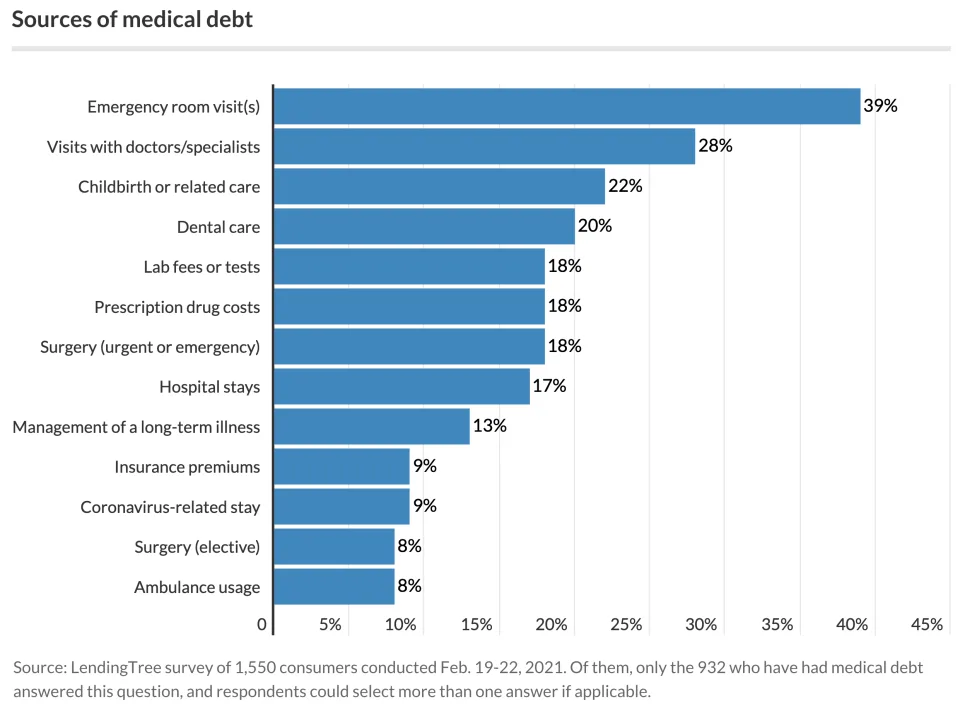 Sources of medical debt
Emergency room visit(s) 39%
Visits with doctors/specialists 28%
Childbirth or related care 22%
Dental care 20%
Lab fees or tests 18%
Prescription drug costs 18%
Surgery (urgent or emergency) 18%
Hospital stays 17%
Management of a long-term illness 13%
Insurance premiums 9%
Coronavirus-related stay 9%
Surgery (elective) 8%
Ambulance usage 8%
0 5% 10% 15% 20% 25% 30% 35% 40% 45%
Source: LendingTree survey of 1,550 consumers conducted Feb. 19-22, 2021. Of them, only the 932 who have had medical debt
answered this question, and respondents could select more than one answer if applicable.